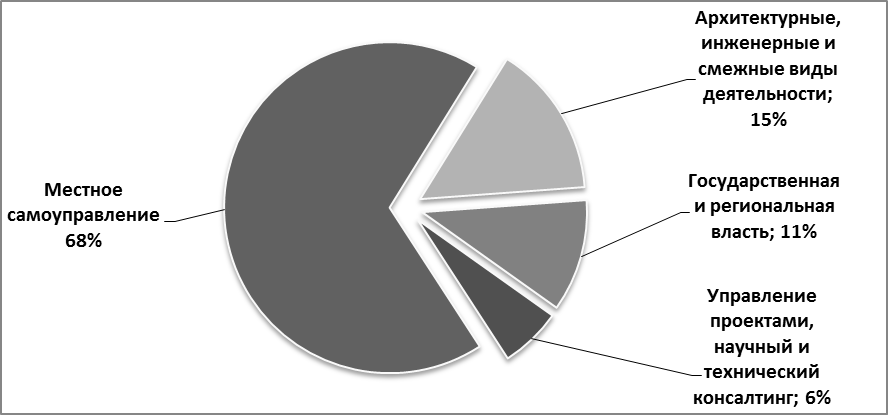 Архитектурные,
инженерные и
смежные виды
деятельности;
15%
Местное
самоуправление
68%
Государственная
и региональная
власть; 11%
Управление
проектами,
научный и
технический
консалтинг; 6%